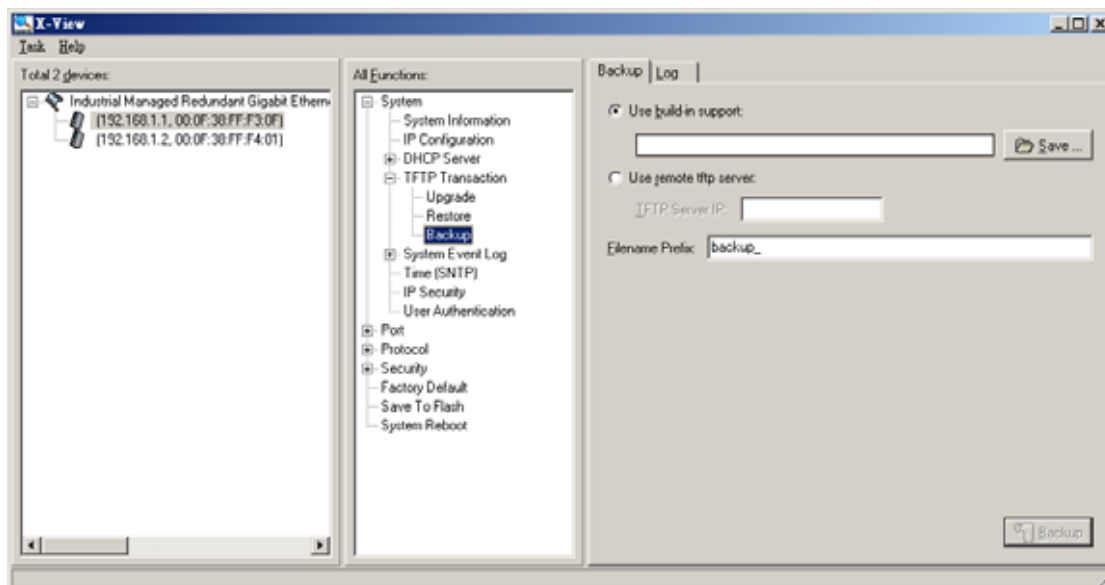 X-View
Task Help
Total 2 devices:
Industrial Managed Redundant Gigabit Ethern
(192.168.1.1, 00:0F:38:FF:F3:0F)
(192.168.1.2, 00:0F:38:FF:F4:01)
All Functions:
System
System Information
IP Configuration
DHCP Server
TFTP Transaction
Upgrade
Restore
Backup
System Event Log
Time (SNTP)
IP Security
User Authentication
Port
Protocol
Security
Factory Default
Save To Flash
System Reboot
Backup Log
Use build-in support:
Save ...
Use remote tftp server:
TFTP Server IP:
Filename Prefix: backup_
Backup